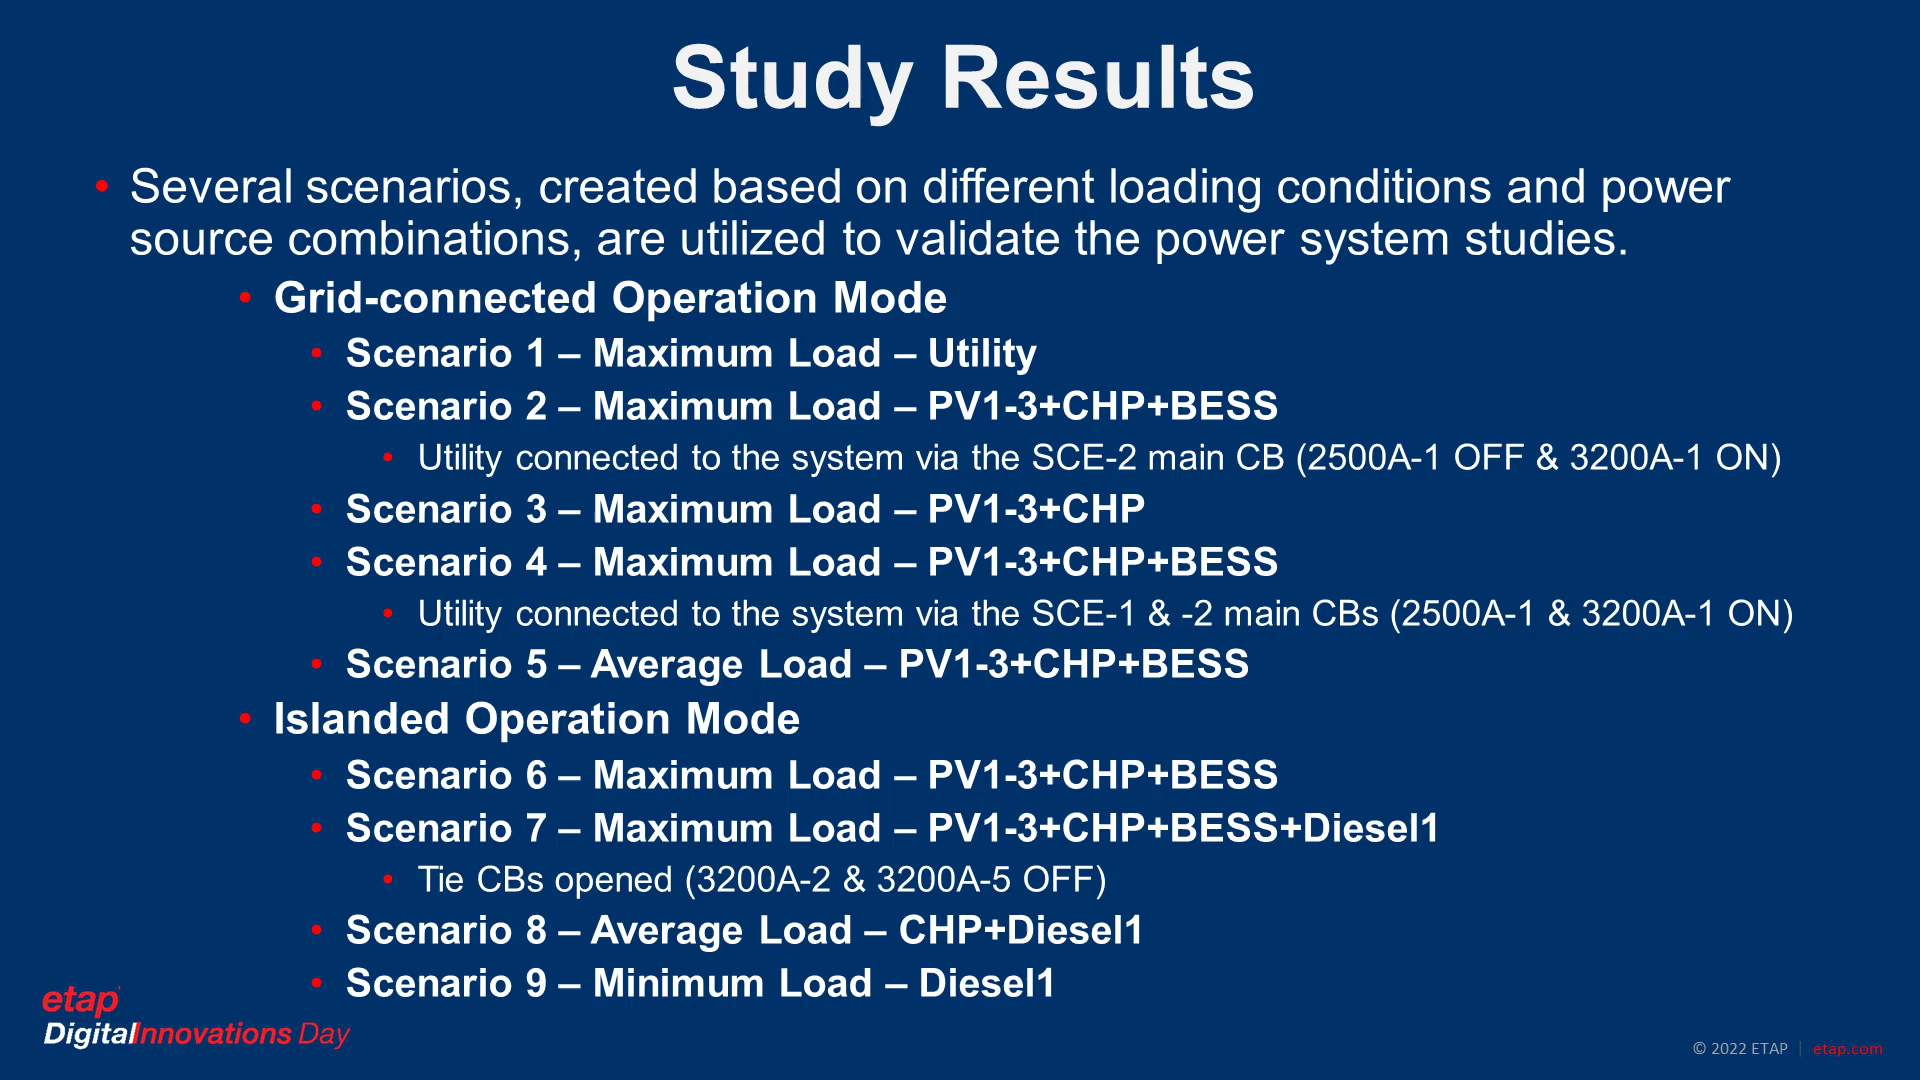 Study Results
• Several scenarios, created based on different loading conditions and power
source combinations, are utilized to validate the power system studies.
• Grid-connected Operation Mode
• Scenario 1 – Maximum Load – Utility
• Scenario 2 – Maximum Load – PV1-3+CHP+BESS
• Utility connected to the system via the SCE-2 main CB (2500A-1 OFF & 3200A-1 ON)
• Scenario 3 – Maximum Load – PV1-3+CHP
• Scenario 4 – Maximum Load – PV1-3+CHP+BESS
• Utility connected to the system via the SCE-1 & -2 main CBs (2500A-1 & 3200A-1 ON)
• Scenario 5 – Average Load – PV1-3+CHP+BESS
• Islanded Operation Mode
• Scenario 6 – Maximum Load – PV1-3+CHP+BESS
• Scenario 7 – Maximum Load – PV1-3+CHP+BESS+Diesel1
• Tie CBs opened (3200A-2 & 3200A-5 OFF)
• Scenario 8 – Average Load – CHP+Diesel1
• Scenario 9 – Minimum Load – Diesel1
etap
DigitalInnovations Day
© 2022 ETAP | etap.com